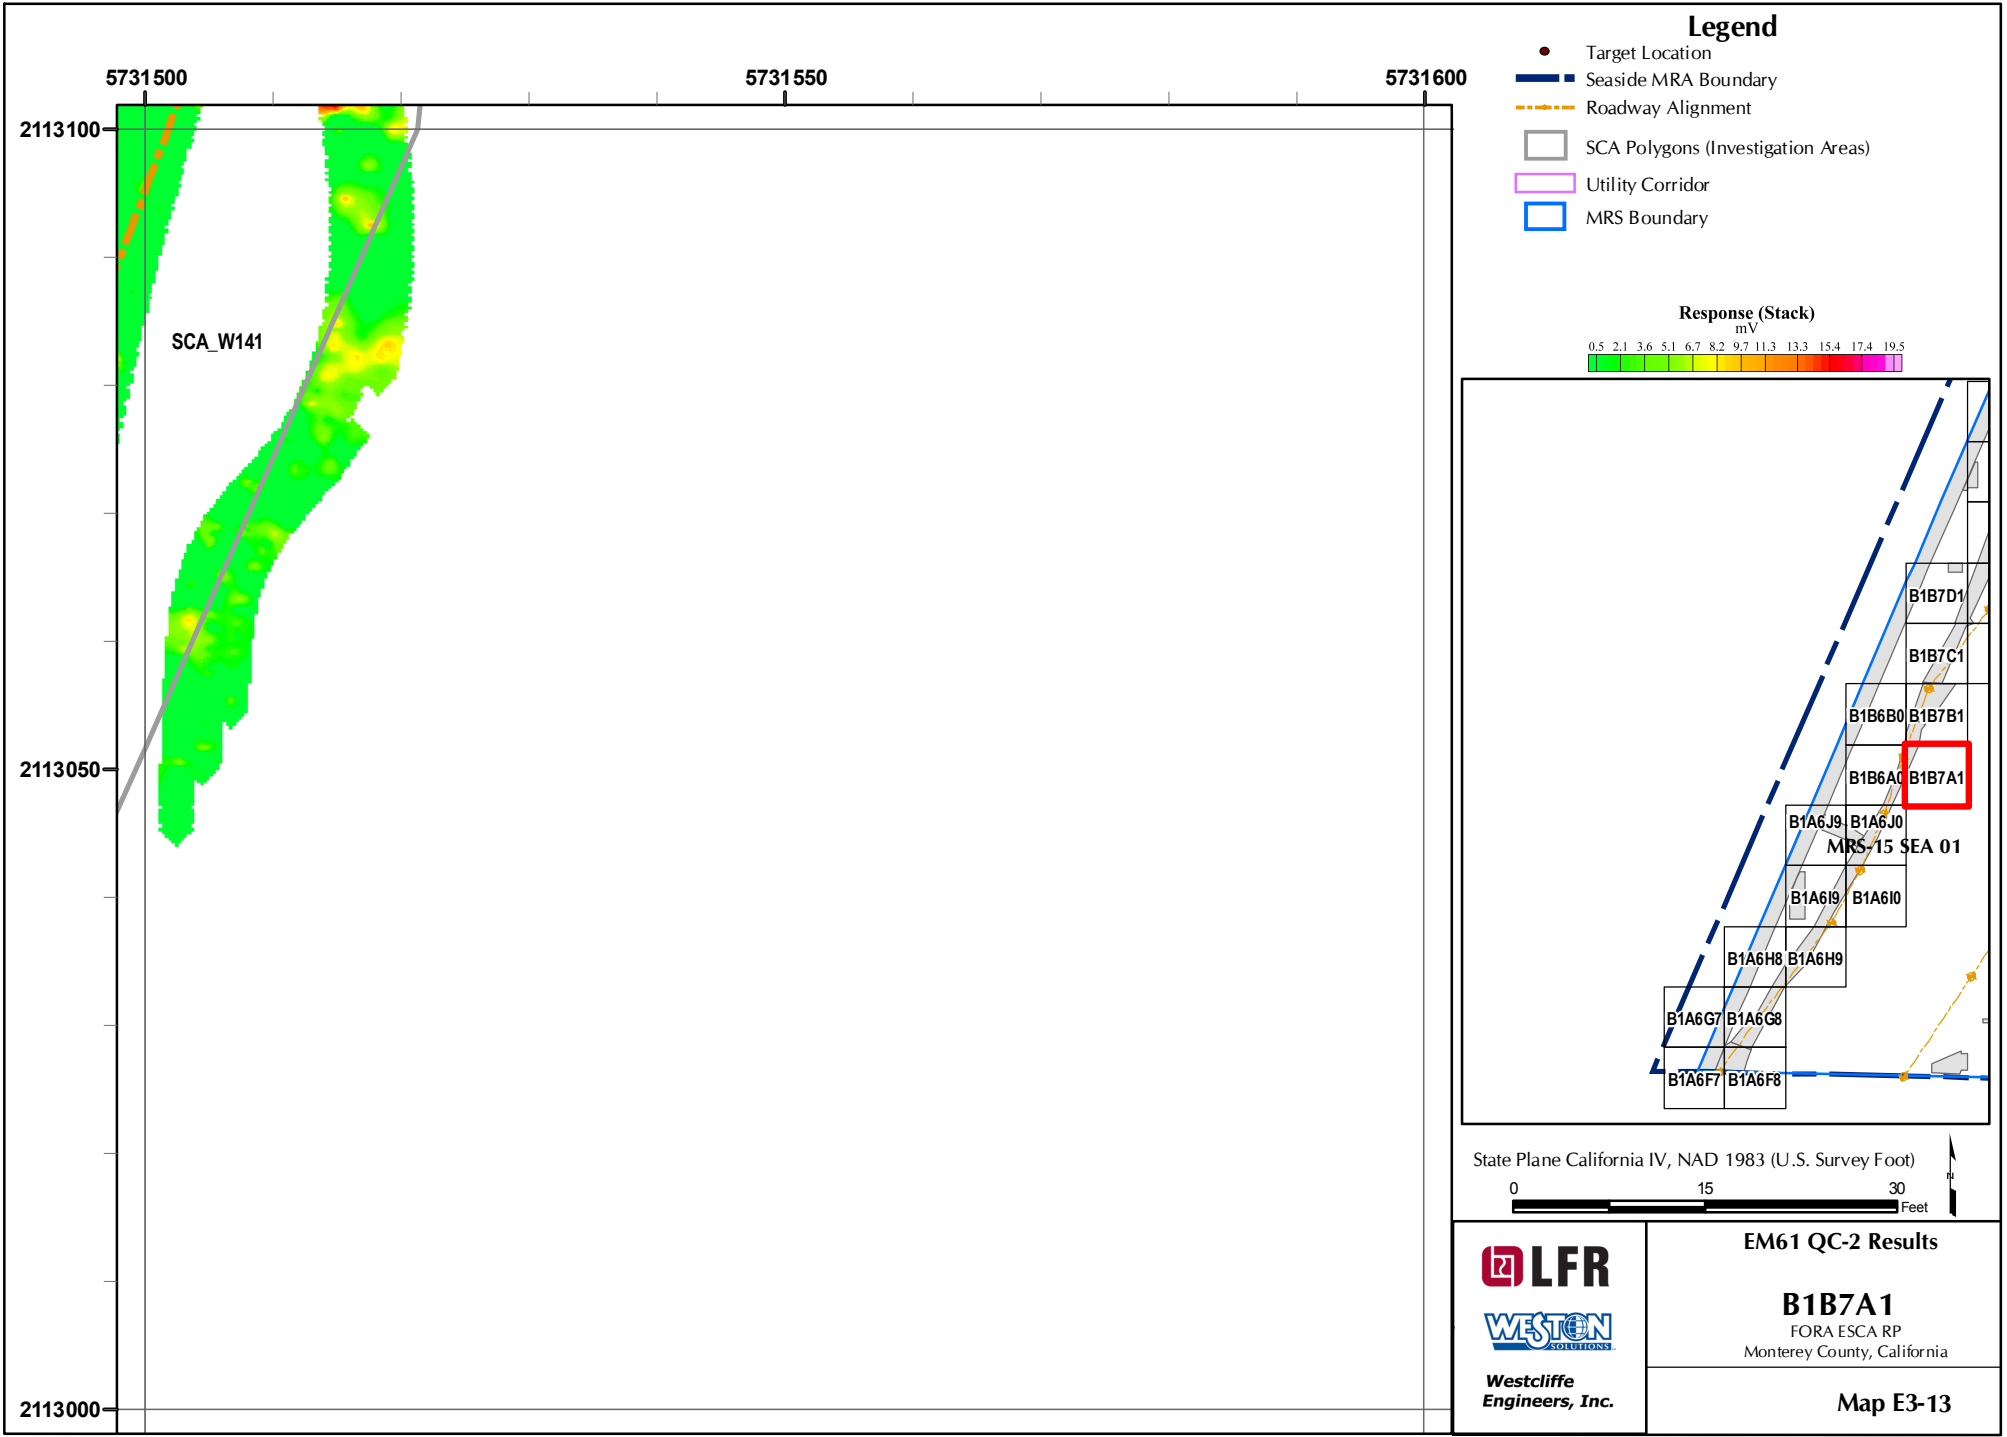 5731500
5731550
5731600
2113100
2113050
2113000
SCA_W141
Legend
Target Location
Seaside MRA Boundary
Roadway Alignment
SCA Polygons (Investigation Areas)
Utility Corridor
MRS Boundary
Response (Stack)
mV
0.5 2.1 3.6 5.1 6.7 8.2 9.7 11.3 13.3 15.4 17.4 19.5
B1B7D1
B1B7C1
B1B6B0 B1B7B1
B1B6A0 B1B7A1
B1A6J9 B1A6J0
MRS-15 SEA 01
B1A6I9 B1A6I0
B1A6H8 B1A6H9
B1A6G7 B1A6G8
B1A6F7 B1A6F8
State Plane California IV, NAD 1983 (U.S. Survey Foot)
0 15 30
Feet
N
LFR
WESTON
SOLUTIONS
Westcliffe
Engineers, Inc.
EM61 QC-2 Results
B1B7A1
FORA ESCA RP
Monterey County, California
Map E3-13